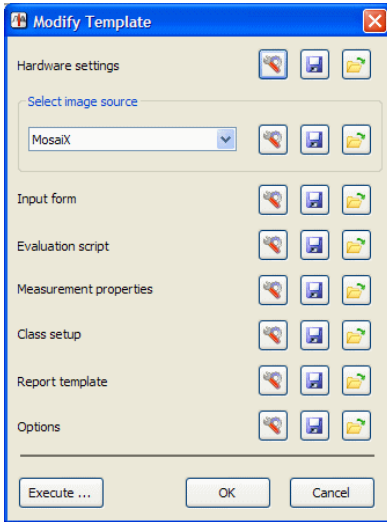 Modify Template
Hardware settings
Select image source
MosaiX
Input form
Evaluation script
Measurement properties
Class setup
Report template
Options
Execute ...
OK
Cancel